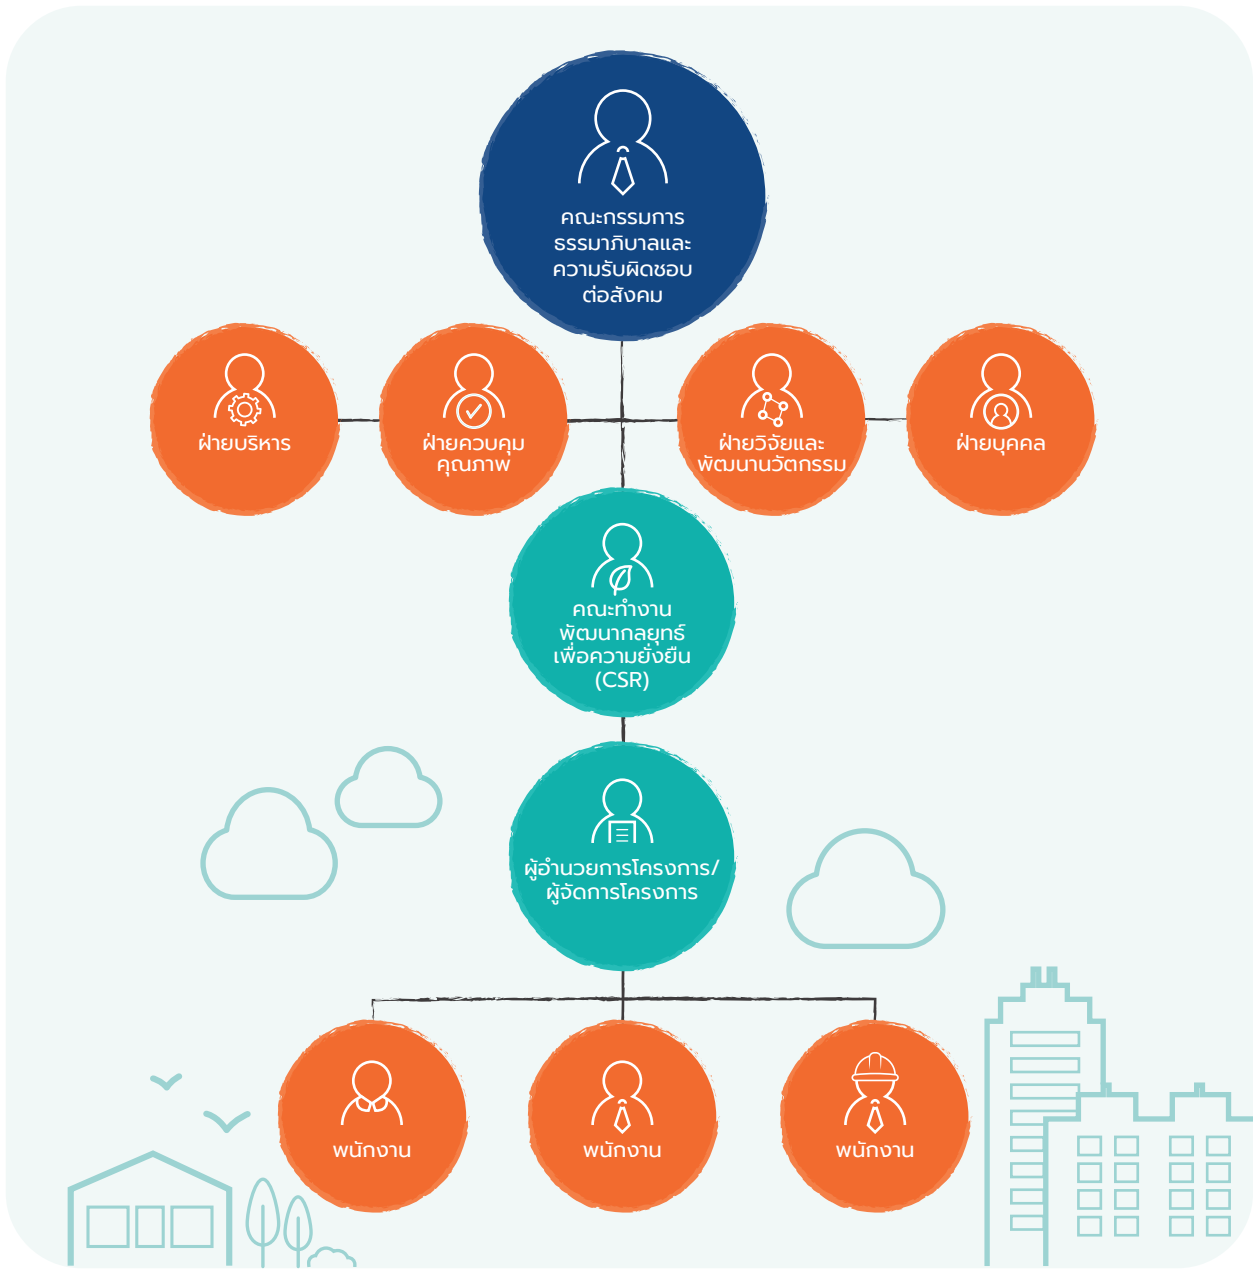 คณะกรรมการ
ธรรมาภิบาลและ
ความรับผิดชอบ
ต่อสังคม
ฝ่ายบริหาร
ฝ่ายควบคุม
คุณภาพ
ฝ่ายวิจัยและ
พัฒนานวัตกรรม
ฝ่ายบุคคล
คณะทำงาน
พัฒนากลยุทธ์
เพื่อความยั่งยืน
(CSR)
ผู้อำนวยการโครงการ/
ผู้จัดการโครงการ
พนักงาน
พนักงาน
พนักงาน